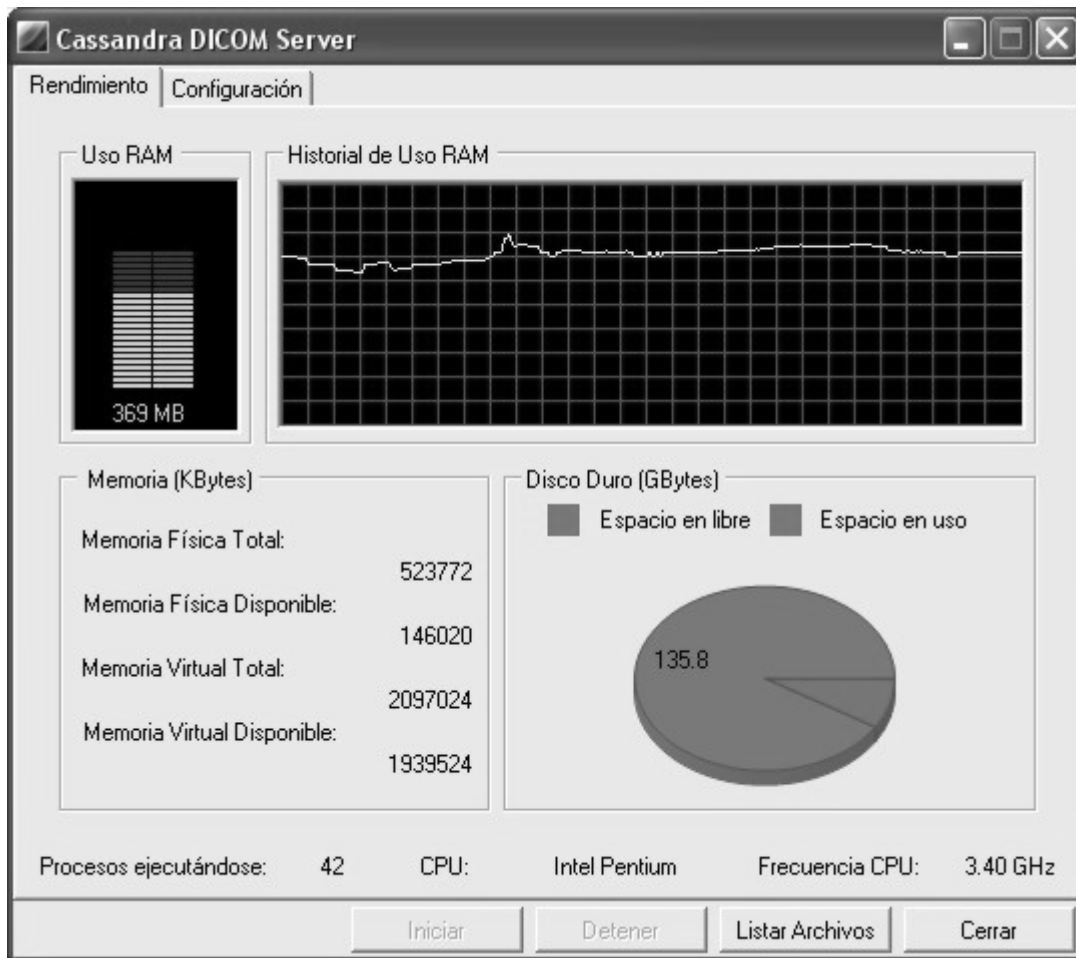 Cassandra DICOM Server
Rendimiento
Configuración
Uso RAM
Historial de Uso RAM
369 MB
Memoria (KBytes)
Memoria Física Total:
523772
Memoria Física Disponible:
146020
Memoria Virtual Total:
2097024
Memoria Virtual Disponible:
1939524
Disco Duro (GBytes)
Espacio en libre
Espacio en uso
135.8
Procesos ejecutándose: 42 CPU: Intel Pentium Frecuencia CPU: 3.40 GHz
Iniciar
Detener
Listar Archivos
Cerrar